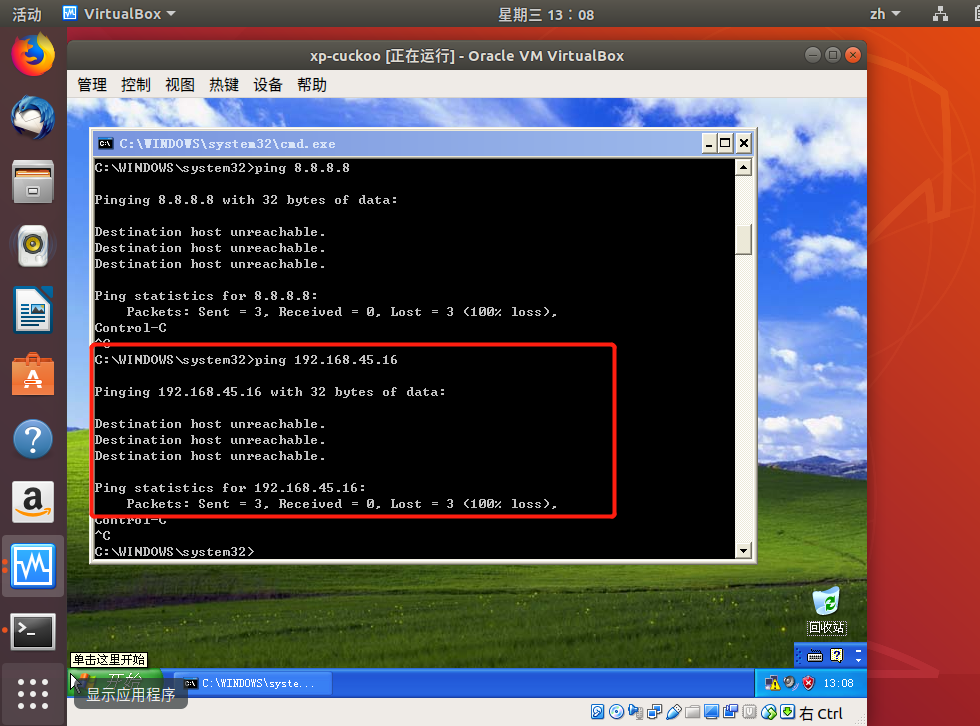 活动 VirtualBox 星期三 13：08 zh
xp-cuckoo [正在运行] - Oracle VM VirtualBox
管理 控制 视图 热键 设备 帮助
C:\WINDOWS\system32\cmd.exe
C:\WINDOWS\system32>ping 8.8.8.8
Pinging 8.8.8.8 with 32 bytes of data:
Destination host unreachable.
Destination host unreachable.
Destination host unreachable.
Ping statistics for 8.8.8.8:
Packets: Sent = 3, Received = 0, Lost = 3 (100% loss),
Control-C
^C
C:\WINDOWS\system32>ping 192.168.45.16
Pinging 192.168.45.16 with 32 bytes of data:
Destination host unreachable.
Destination host unreachable.
Destination host unreachable.
Ping statistics for 192.168.45.16:
Packets: Sent = 3, Received = 0, Lost = 3 (100% loss),
Control-C
^C
C:\WINDOWS\system32>
回收站
单击这里开始
开始 C:\WINDOWS\syste... 13:08
显示应用程序
右 Ctrl